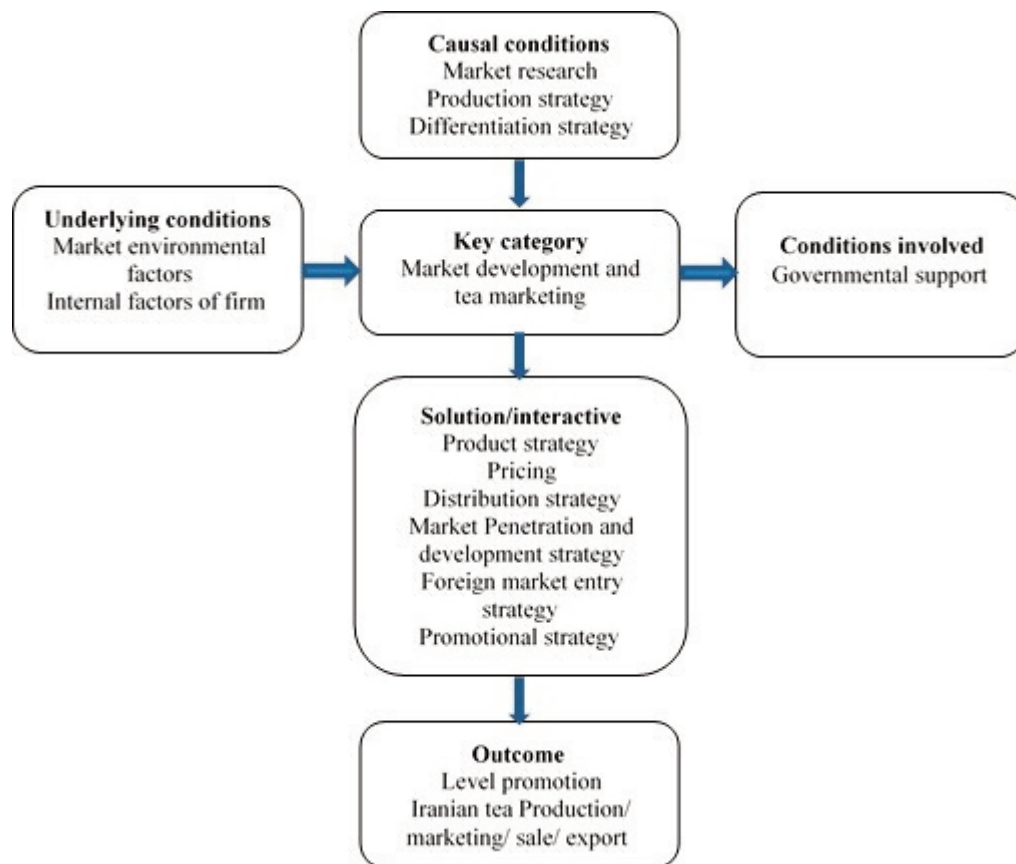 Causal conditions
Market research
Production strategy
Differentiation strategy
Underlying conditions
Market environmental
factors
Internal factors of firm
Key category
Market development and
tea marketing
Conditions involved
Governmental support
Solution/interactive
Product strategy
Pricing
Distribution strategy
Market Penetration and
development strategy
Foreign market entry
strategy
Promotional strategy
Outcome
Level promotion
Iranian tea Production/
marketing/ sale/ export